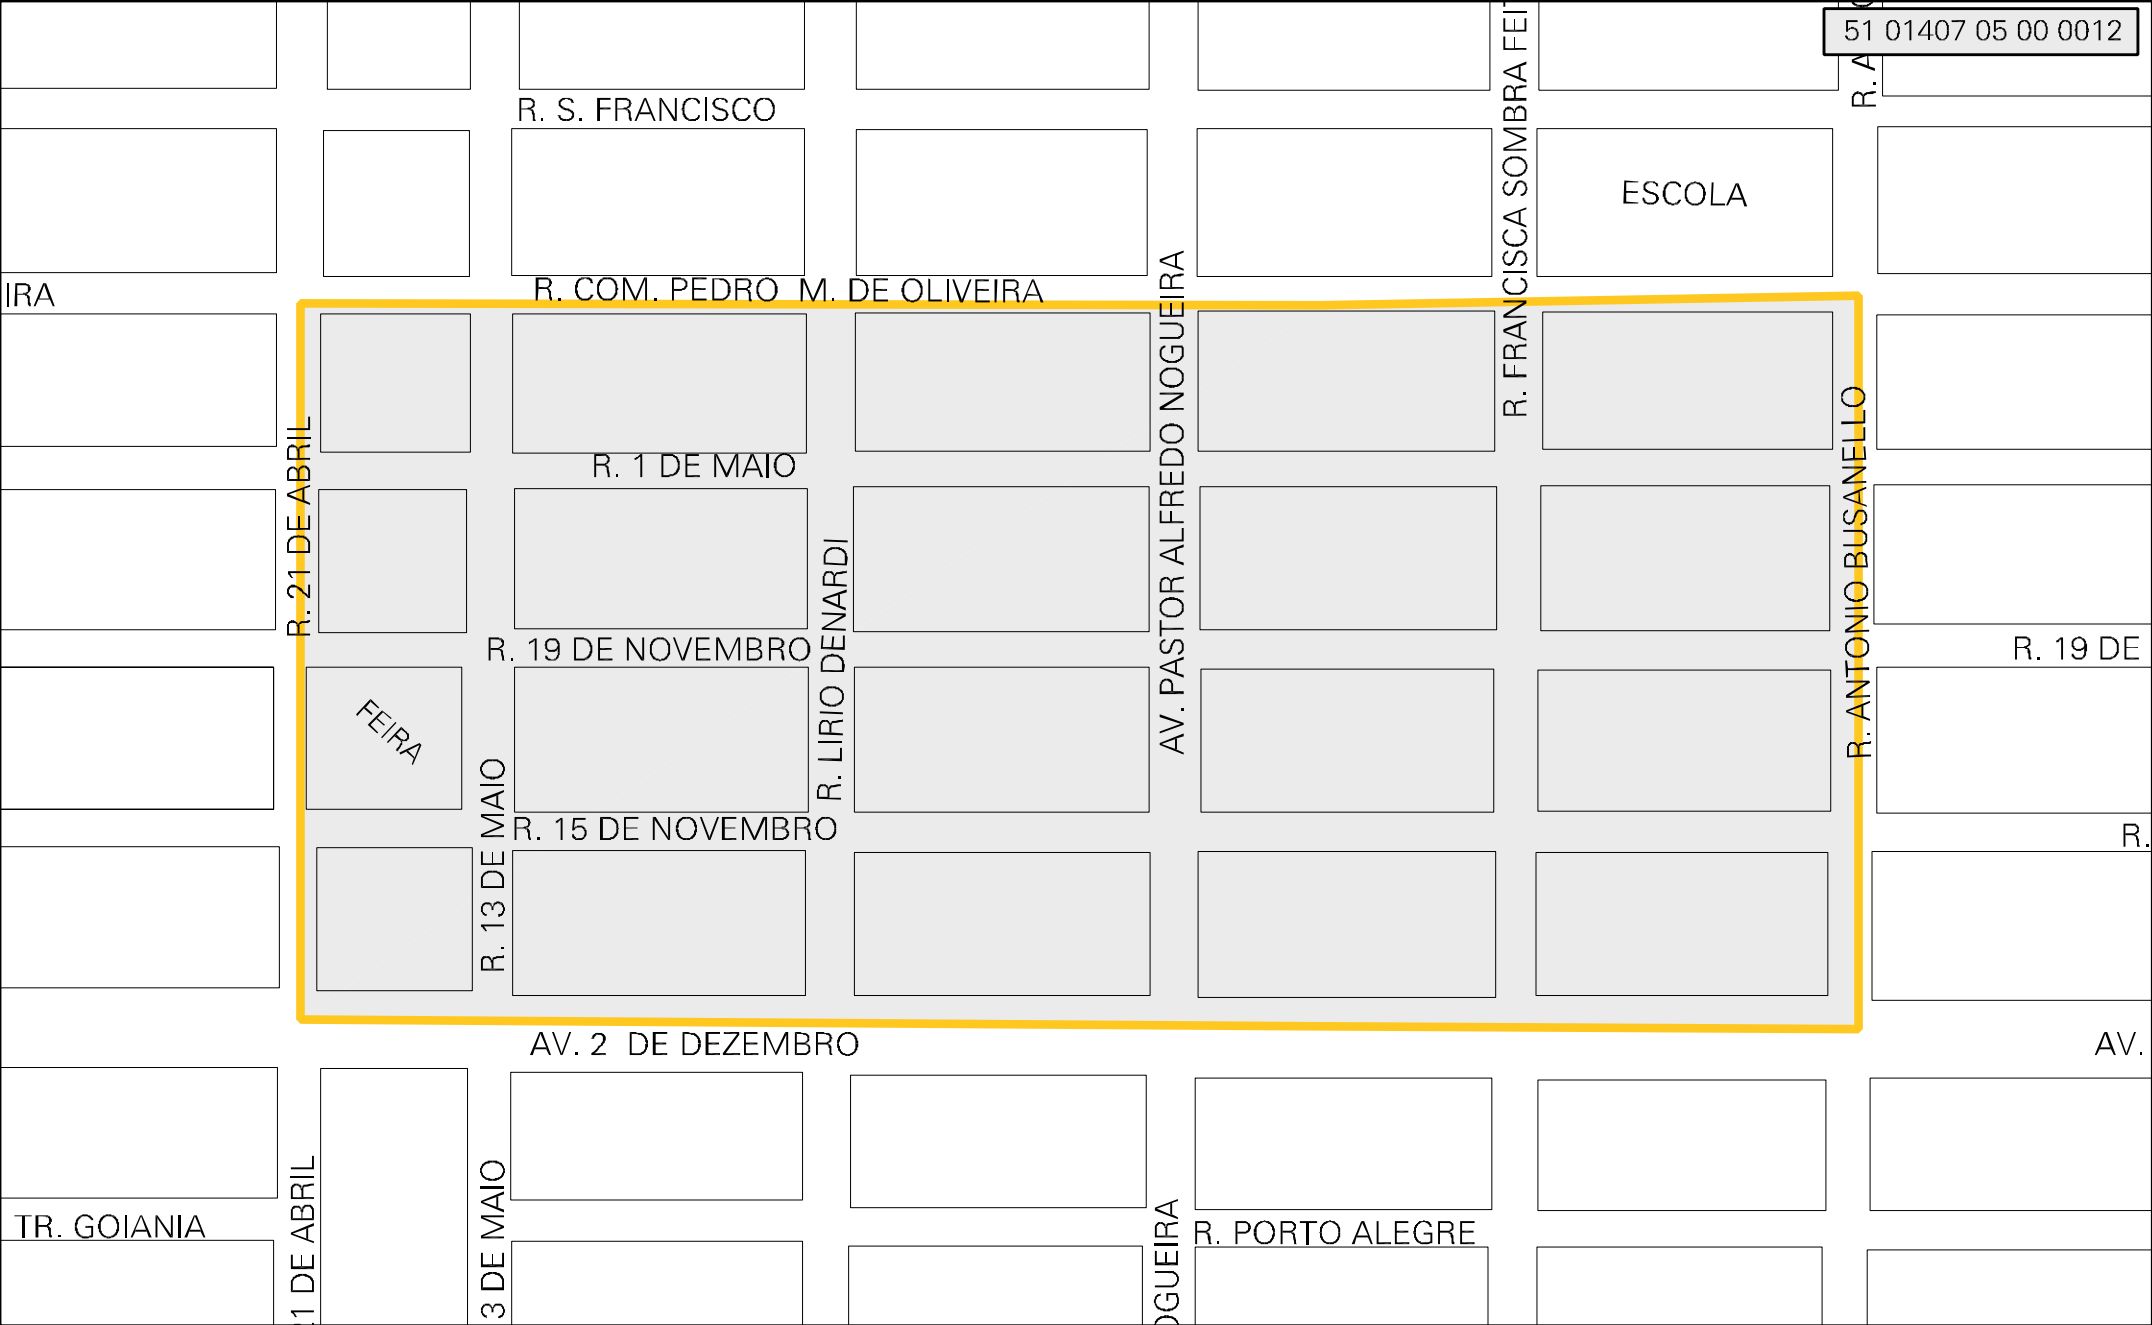 51 01407 05 00 0012
R. S. FRANCISCO
R. FRANCISCA SOMBRA FEI
R. A
ESCOLA
IRA
R. COM. PEDRO M. DE OLIVEIRA
AV. PASTOR ALFREDO NOGUEIRA
R. 21 DE ABRIL
R. 1 DE MAIO
R. ANTONIO BUSANELLO
R. LIRIO DENARDI
R. 19 DE NOVEMBRO
R. 19 DE
FEIRA
R. 13 DE MAIO
R. 15 DE NOVEMBRO
R.
AV. 2 DE DEZEMBRO
AV.
TR. GOIANIA
21 DE ABRIL
3 DE MAIO
OGUEIRA
R. PORTO ALEGRE